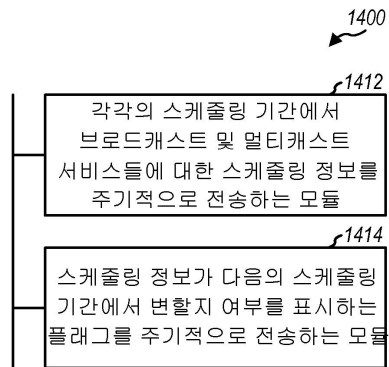 1400
1412
각각의 스케줄링 기간에서
브로드캐스트 및 멀티캐스트
서비스들에 대한 스케줄링 정보를
주기적으로 전송하는 모듈
1414
스케줄링 정보가 다음의 스케줄링
기간에서 변할지 여부를 표시하는
플래그를 주기적으로 전송하는 모듈